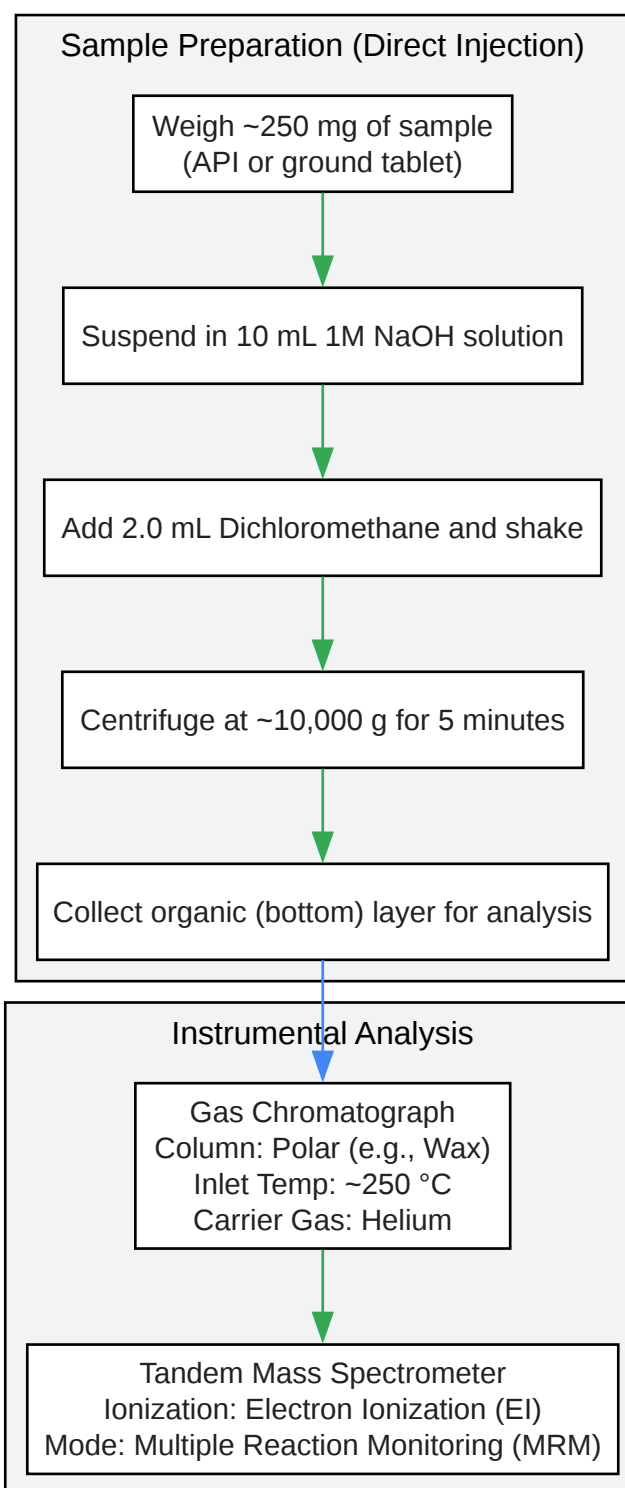 Sample Preparation (Direct Injection)
Weigh ~250 mg of sample
(API or ground tablet)
Suspend in 10 mL 1M NaOH solution
Add 2.0 mL Dichloromethane and shake
Centrifuge at ~10,000 g for 5 minutes
Collect organic (bottom) layer for analysis
Instrumental Analysis
Gas Chromatograph
Column: Polar (e.g., Wax)
Inlet Temp: ~250 °C
Carrier Gas: Helium
Tandem Mass Spectrometer
Ionization: Electron Ionization (EI)
Mode: Multiple Reaction Monitoring (MRM)